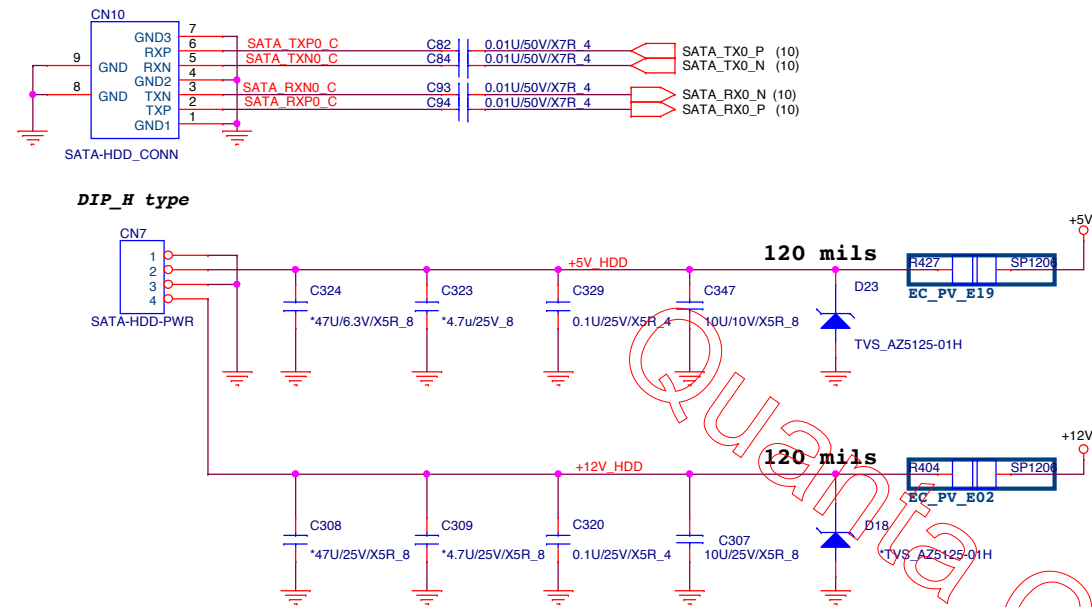 CN10
GND3 7
RXP 6 SATA_TXP0_C C82 0.01U/50V/X7R_4 SATA_TX0_P (10)
9 GND RXN 5 SATA_TXN0_C C84 0.01U/50V/X7R_4 SATA_TX0_N (10)
GND2 4
8 GND TXN 3 SATA_RXN0_C C93 0.01U/50V/X7R_4 SATA_RX0_N (10)
TXP 2 SATA_RXP0_C C94 0.01U/50V/X7R_4 SATA_RX0_P (10)
GND1 1
SATA-HDD_CONN
DIP_H type
CN7
+5V
1
2
3
4
SATA-HDD-PWR
+5V_HDD
120 mils
R427 SP1206
EC_PV_E19
C324
*47U/6.3V/X5R_8
C323
*4.7u/25V_8
C329
0.1U/25V/X5R_4
C347
10U/10V/X5R_8
D23
TVS_AZ5125-01H
+12V
+12V_HDD
120 mils
R404 SP1206
EC_PV_E02
C308
*47U/25V/X5R_8
C309
*4.7U/25V/X5R_8
C320
0.1U/25V/X5R_4
C307
10U/25V/X5R_8
D18
*TVS_AZ5125-01H
Quanta